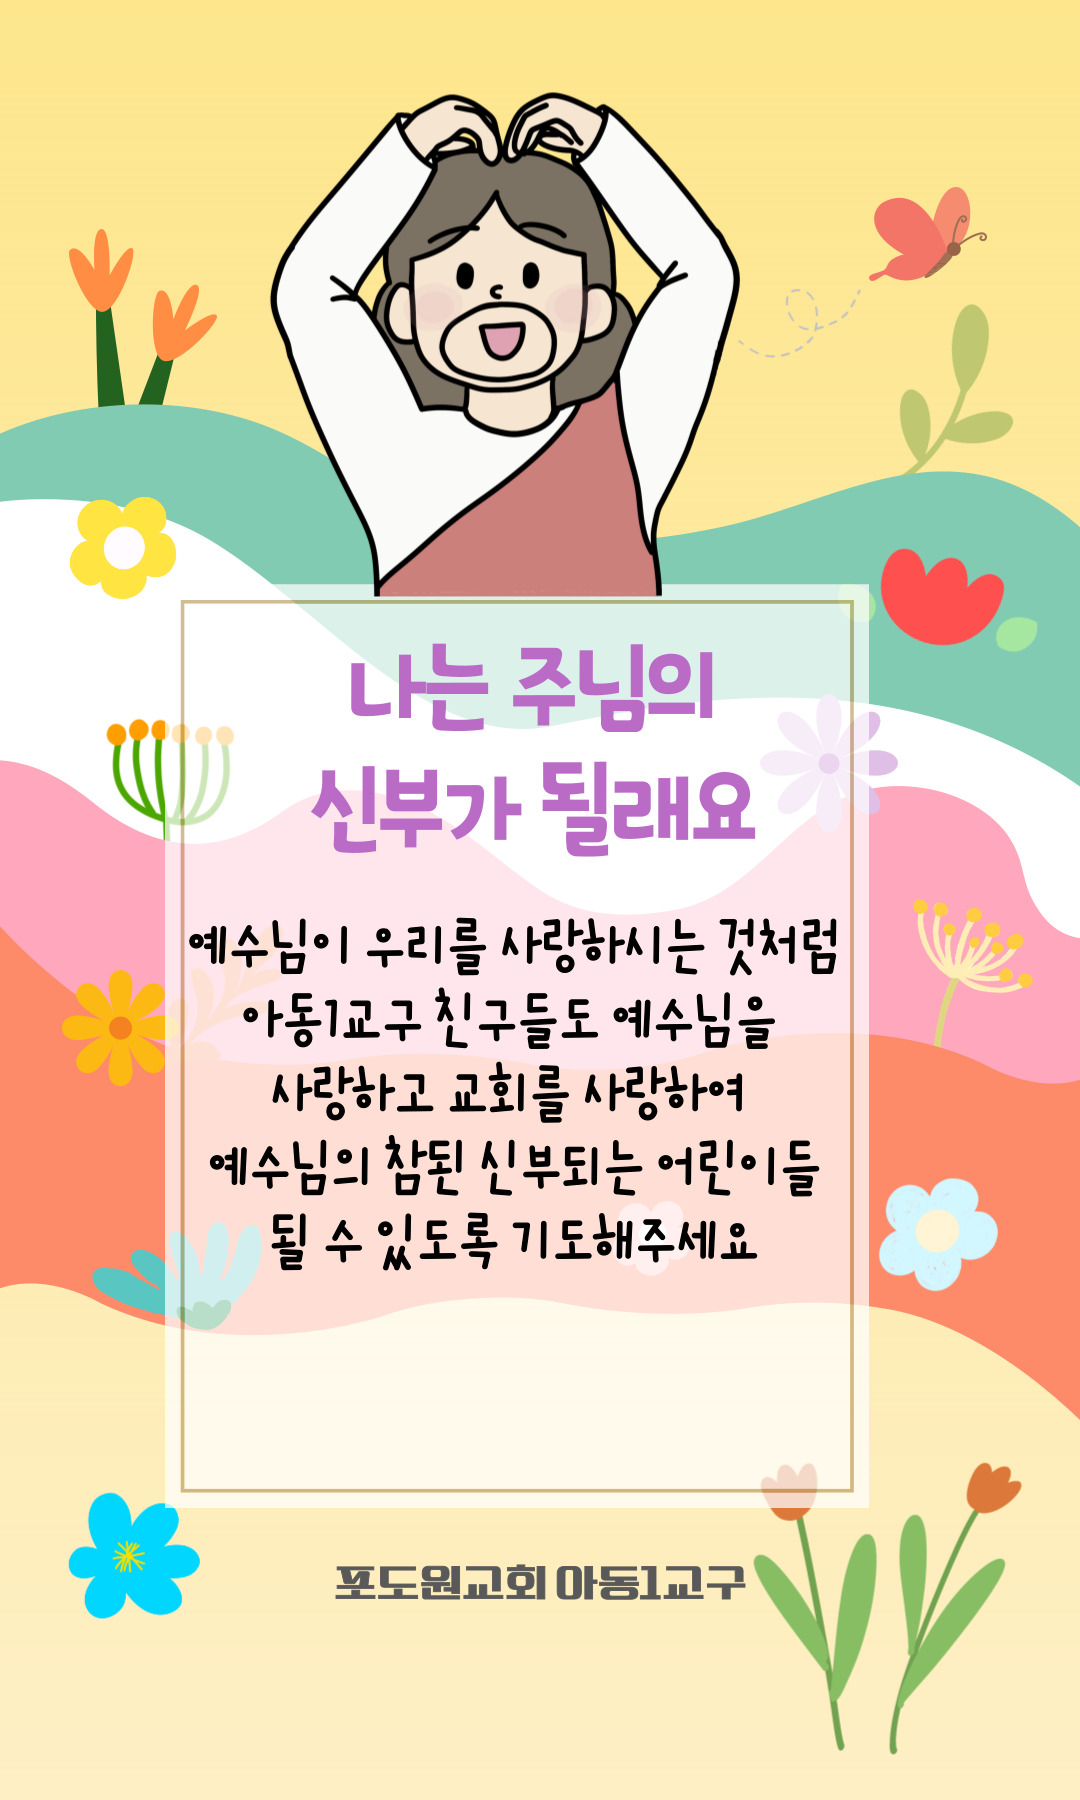 나는 주님의
신부가 될래요
예수님이 우리를 사랑하시는 것처럼
아동1교구 친구들도 예수님을
사랑하고 교회를 사랑하여
예수님의 참된 신부되는 어린이들
될 수 있도록 기도해주세요
포도원교회 아동1교구